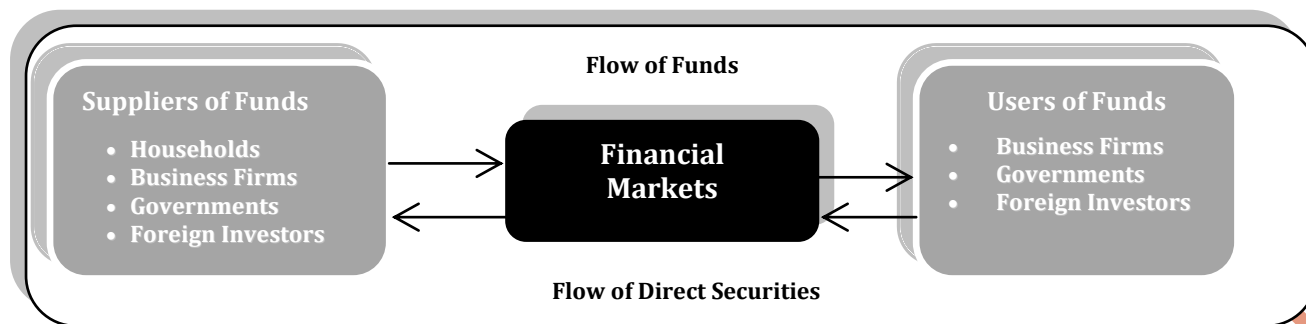 Flow of Funds
Suppliers of Funds
• Households
• Business Firms
• Governments
• Foreign Investors
Financial
Markets
Users of Funds
• Business Firms
• Governments
• Foreign Investors
Flow of Direct Securities